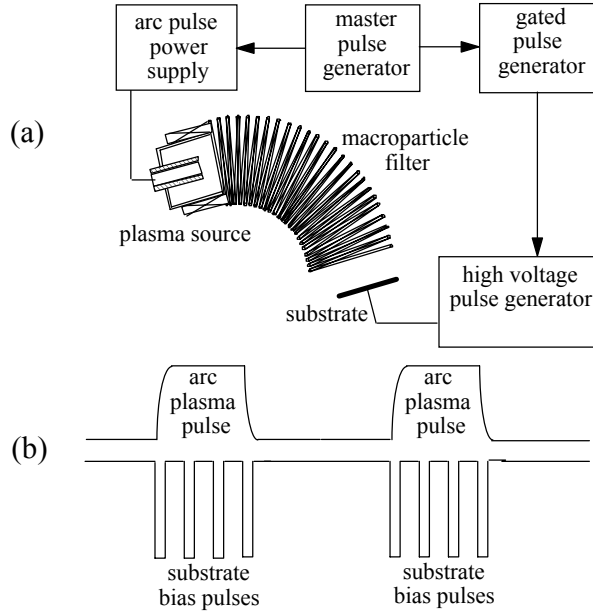 arc pulse
power
supply
master
pulse
generator
gated
pulse
generator
(a)
macroparticle
filter
plasma source
substrate
high voltage
pulse generator
arc
plasma
pulse
arc
plasma
pulse
(b)
substrate
bias pulses
substrate
bias pulses